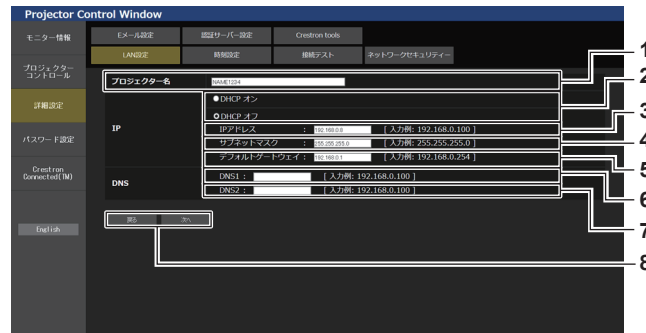 Projector Control Window
モニター情報
プロジェクター
コントロール
詳細設定
パスワード設定
Crestron
Connected(TM)
English
Eメール設定
認証サーバー設定
Crestron tools
LAN設定
時刻設定
接続テスト
ネットワークセキュリティー
プロジェクター名
NAME1234
IP
DHCP オン
DHCP オフ
IPアドレス : 192.168.0.8 [ 入力例: 192.168.0.100 ]
サブネットマスク : 255.255.255.0 [ 入力例: 255.255.255.0 ]
デフォルトゲートウェイ : 192.168.0.1 [ 入力例: 192.168.0.254 ]
DNS
DNS1 : [ 入力例: 192.168.0.100 ]
DNS2 : [ 入力例: 192.168.0.100 ]
戻る
次へ
1
2
3
4
5
6
7
8